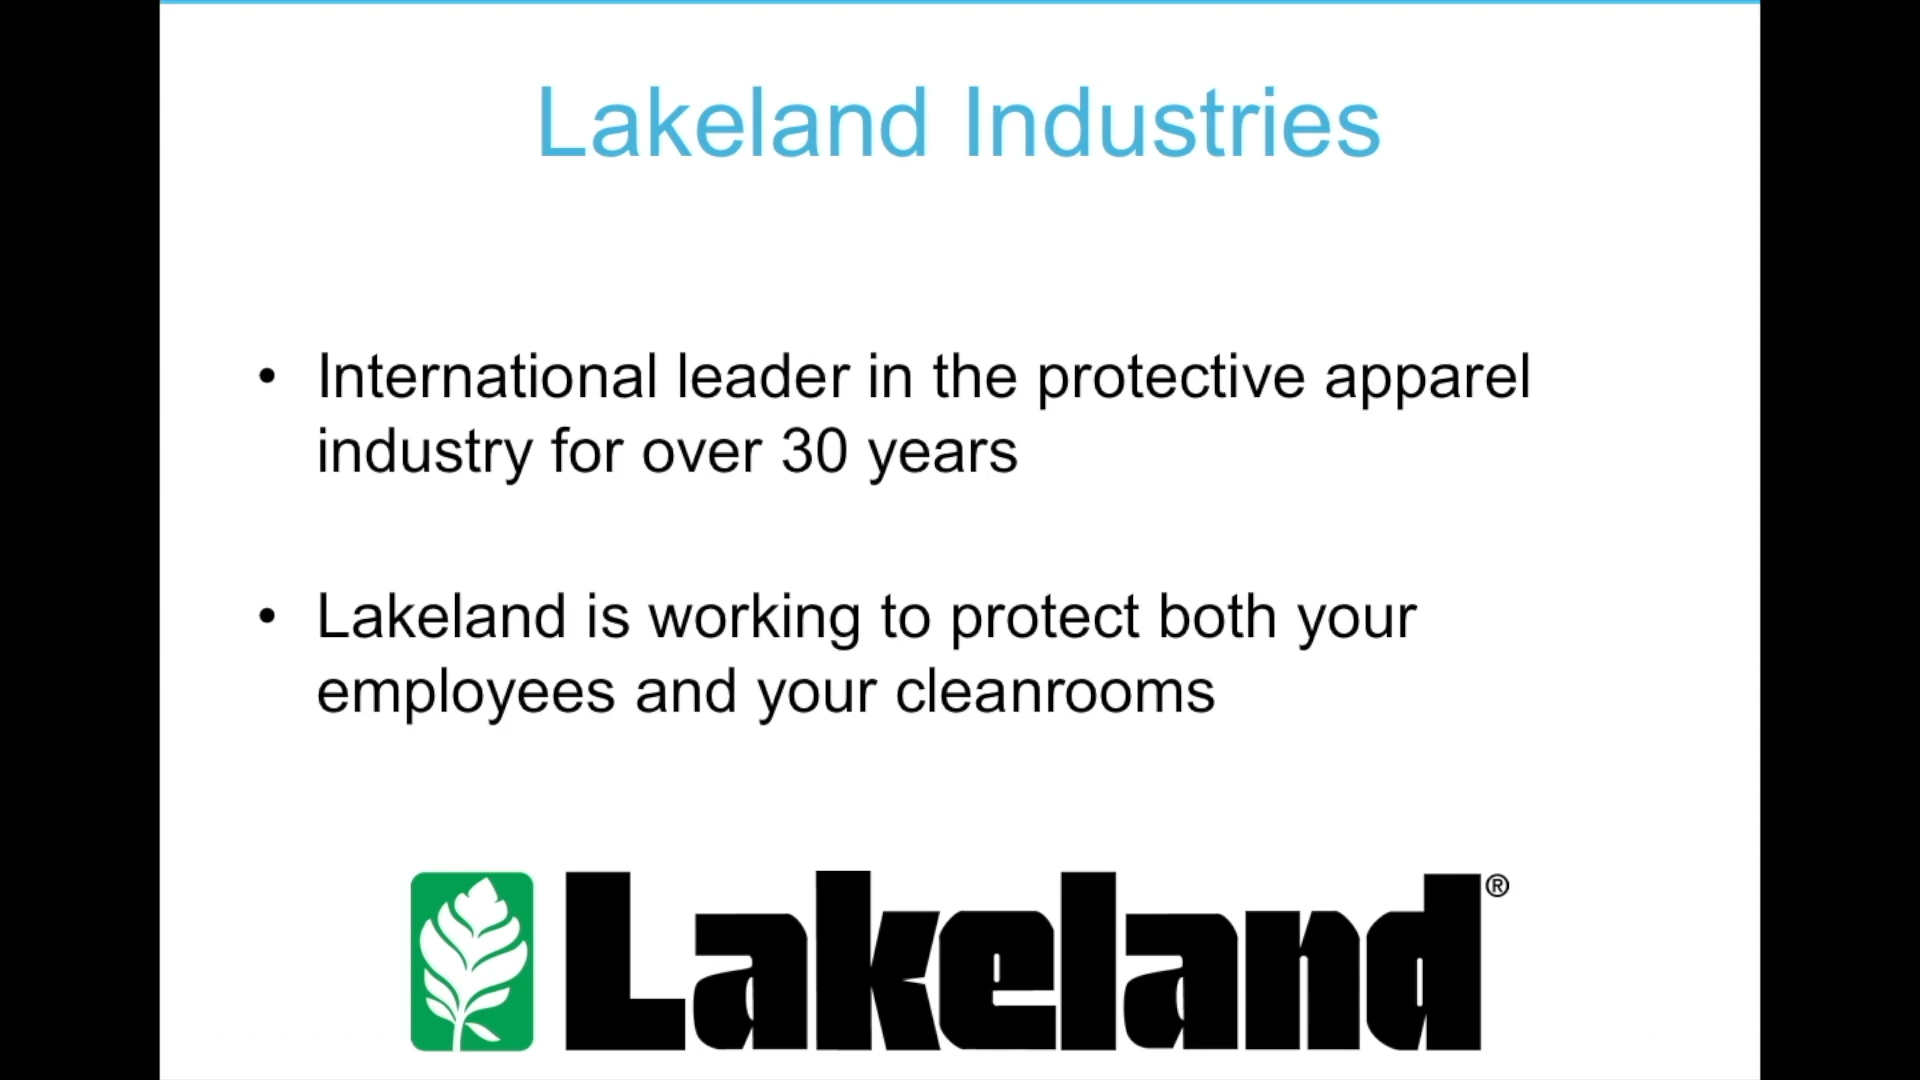 Lakeland Industries
• International leader in the protective apparel
industry for over 30 years
• Lakeland is working to protect both your
employees and your cleanrooms
Lakeland®